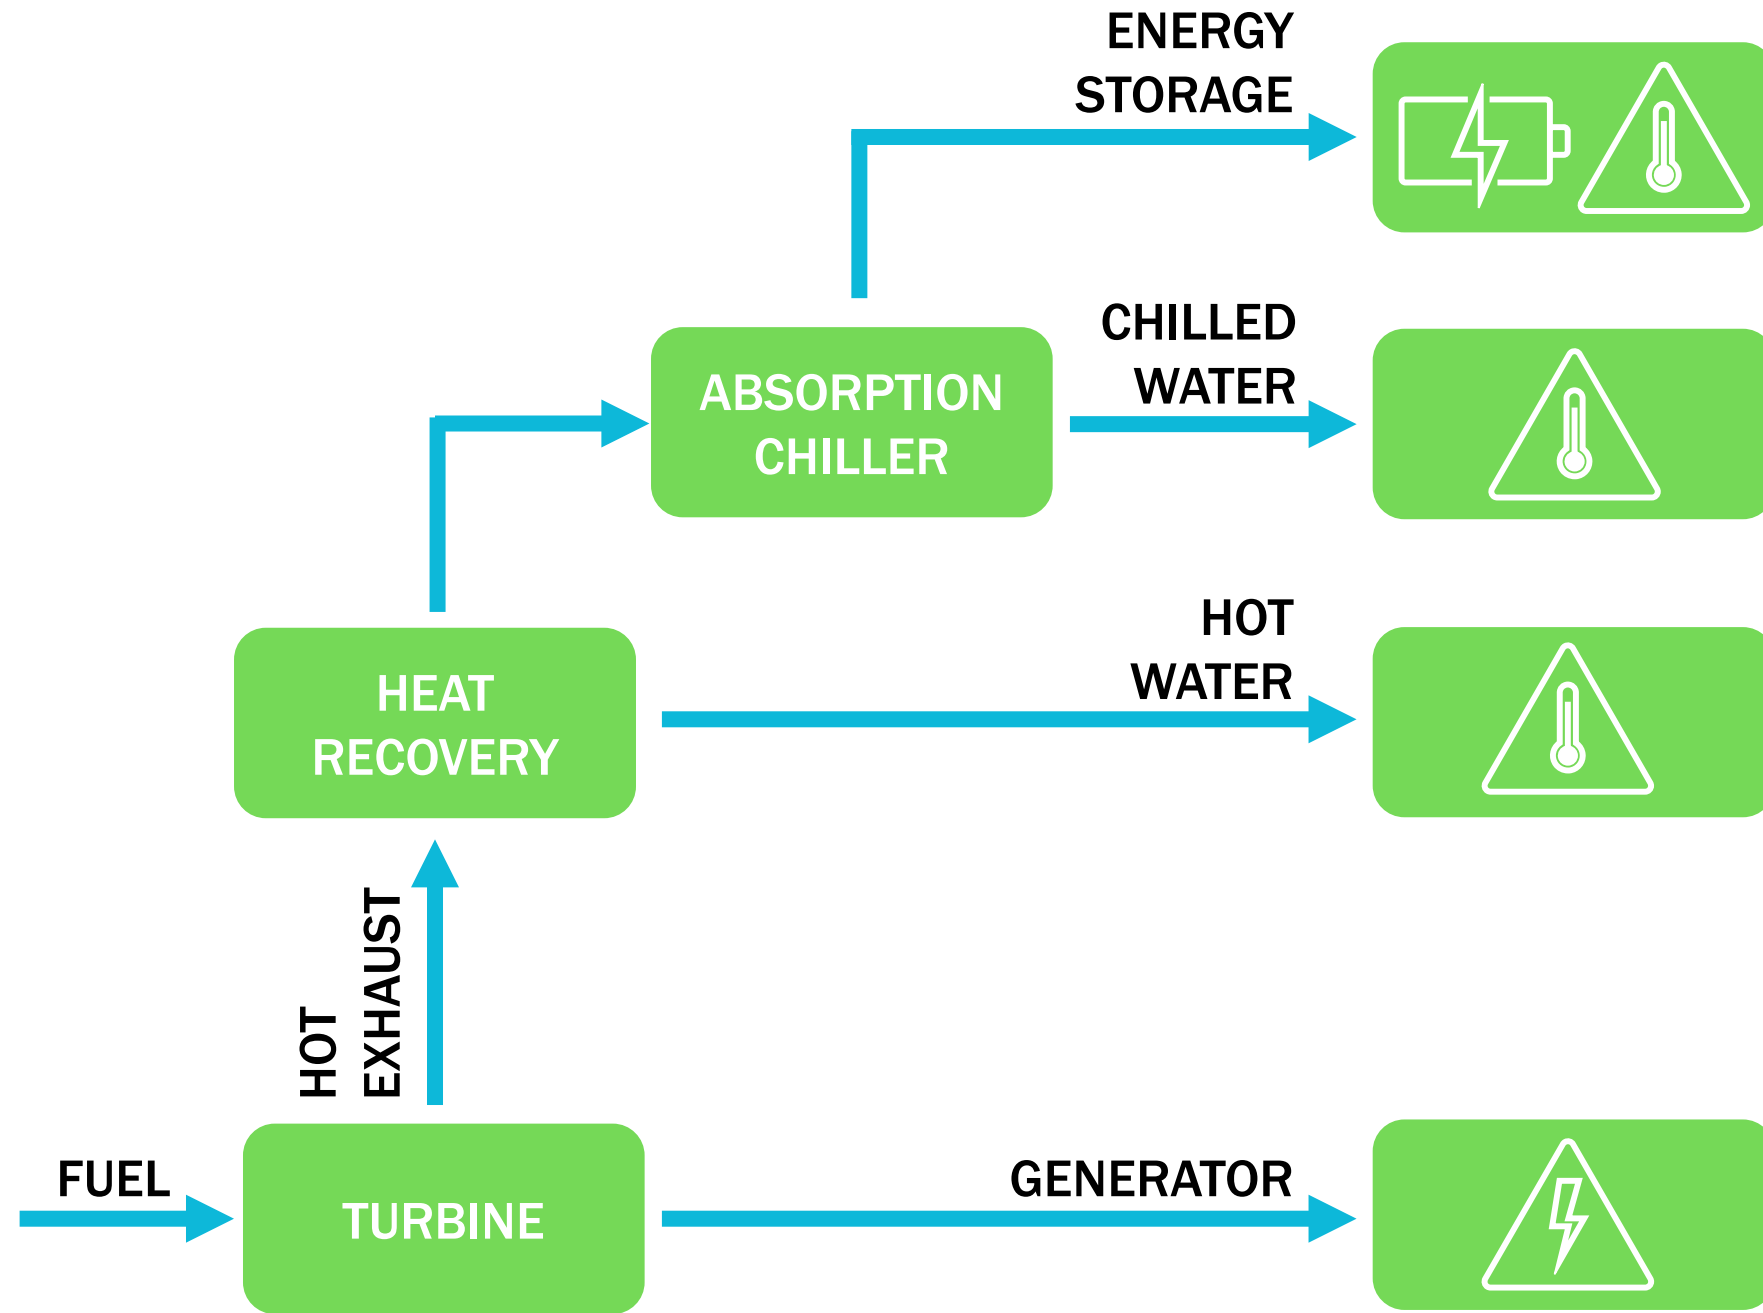 ENERGY
STORAGE
ABSORPTION
CHILLER
CHILLED
WATER
HEAT
RECOVERY
HOT
WATER
HOT
EXHAUST
FUEL
TURBINE
GENERATOR